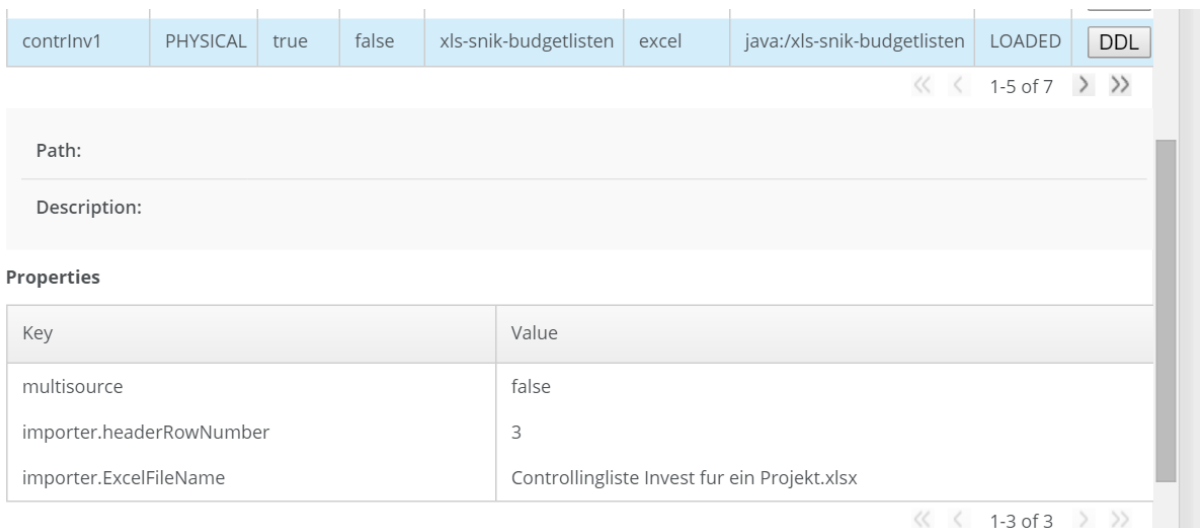 contrInv1 PHYSICAL true false xls-snik-budgetlisten excel java:/xls-snik-budgetlisten LOADED DDL
1-5 of 7
Path:
Description:
Properties
Key Value
multisource false
importer.headerRowNumber 3
importer.ExcelFileName Controllingliste Invest fur ein Projekt.xlsx
1-3 of 3